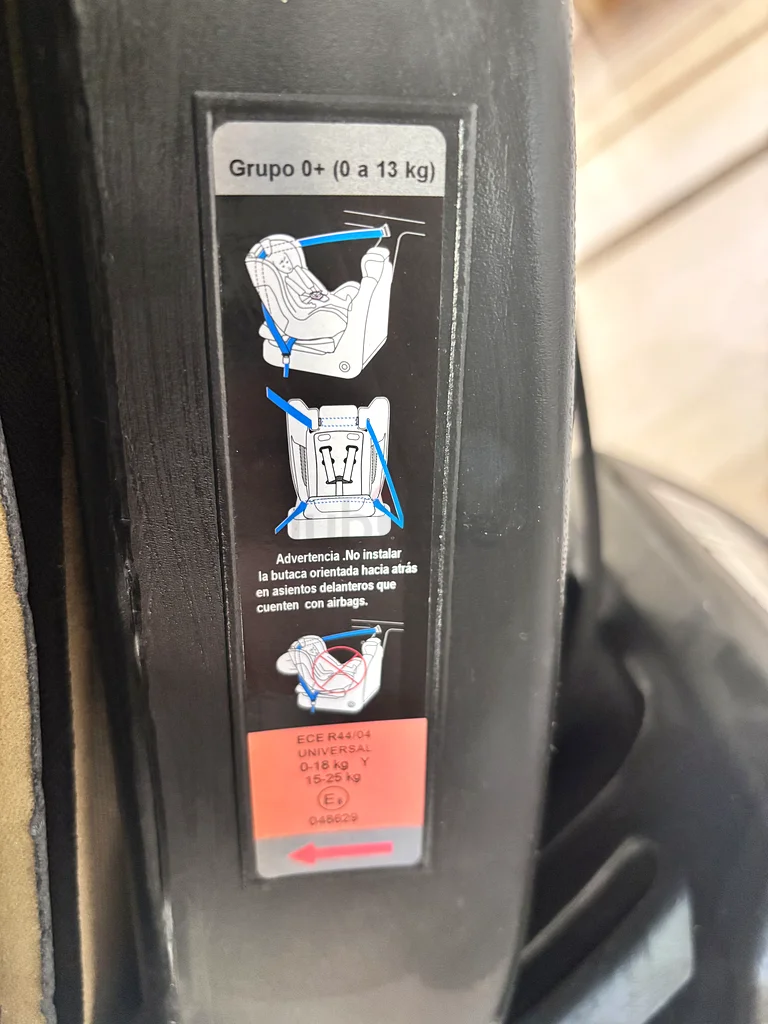 Grupo 0+ (0 a 13 kg)
Advertencia .No instalar
la butaca orientada hacia atrás
en asientos delanteros que
cuenten con airbags.
ECE R44/04
UNIVERSAL
0-18 kg Y
15-25 kg
E
046629